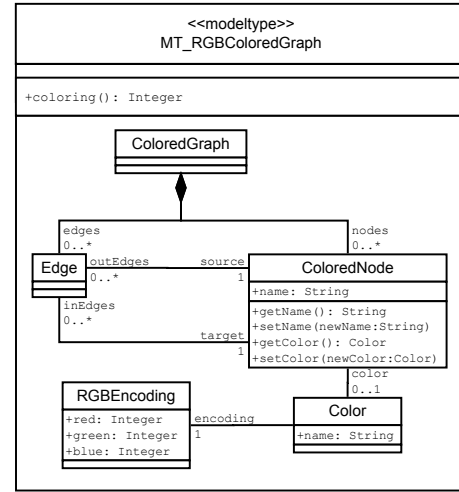 <<modeltype>>
MT_RGBColoredGraph
+coloring(): Integer
ColoredGraph
edges
0..*
nodes
0..*
Edge
outEdges
0..*
source
1
ColoredNode
+name: String
+getName(): String
+setName(newName:String)
+getColor(): Color
+setColor(newColor:Color)
inEdges
0..*
target
1
color
0..1
RGBEncoding
+red: Integer
+green: Integer
+blue: Integer
encoding
1
Color
+name: String